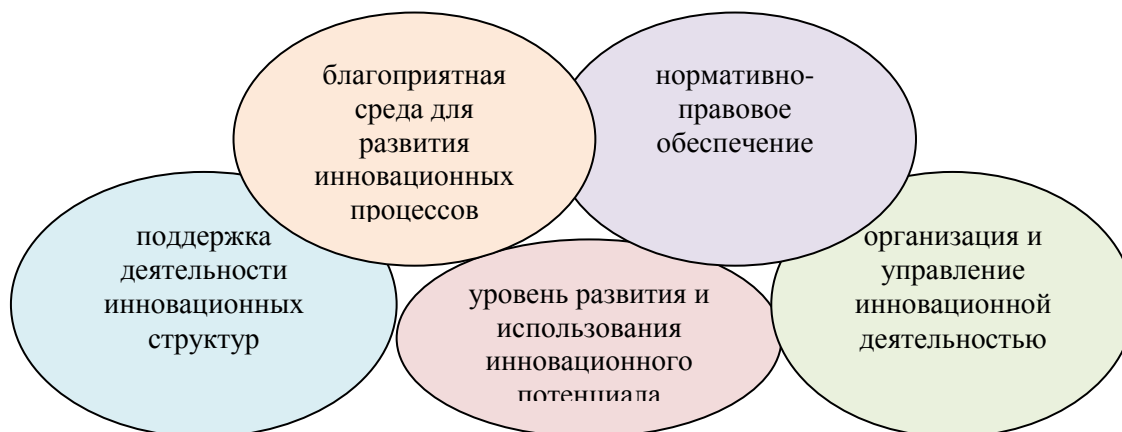 благоприятная
среда для
развития
инновационных
процессов
нормативно-
правовое
обеспечение
поддержка
деятельности
инновационных
структур
уровень развития и
использования
инновационного
потенциала
организация и
управление
инновационной
деятельностью